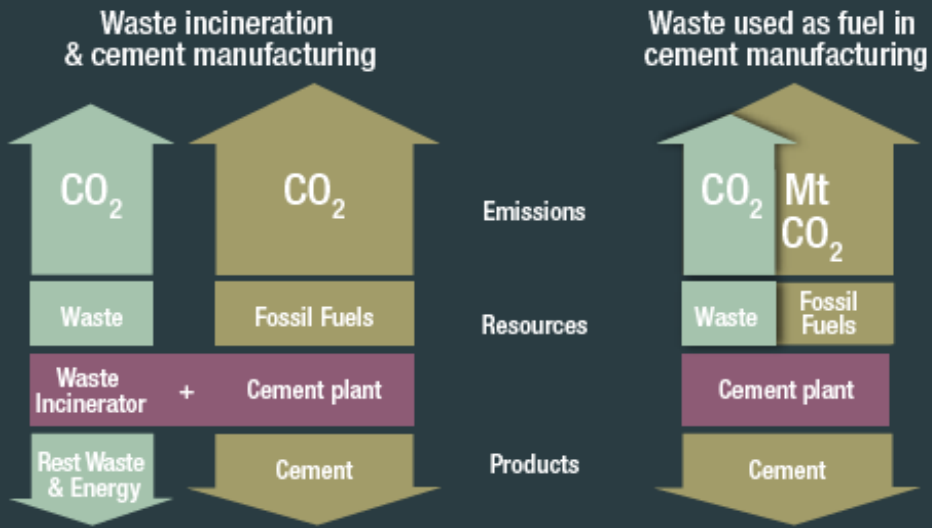 Waste incineration
& cement manufacturing
Waste used as fuel in
cement manufacturing
CO₂
CO₂
Emissions
CO₂
Mt
CO₂
Waste
Fossil Fuels
Resources
Waste
Fossil
Fuels
Waste
Incinerator
+
Cement plant
Cement plant
Rest Waste
& Energy
Cement
Products
Cement